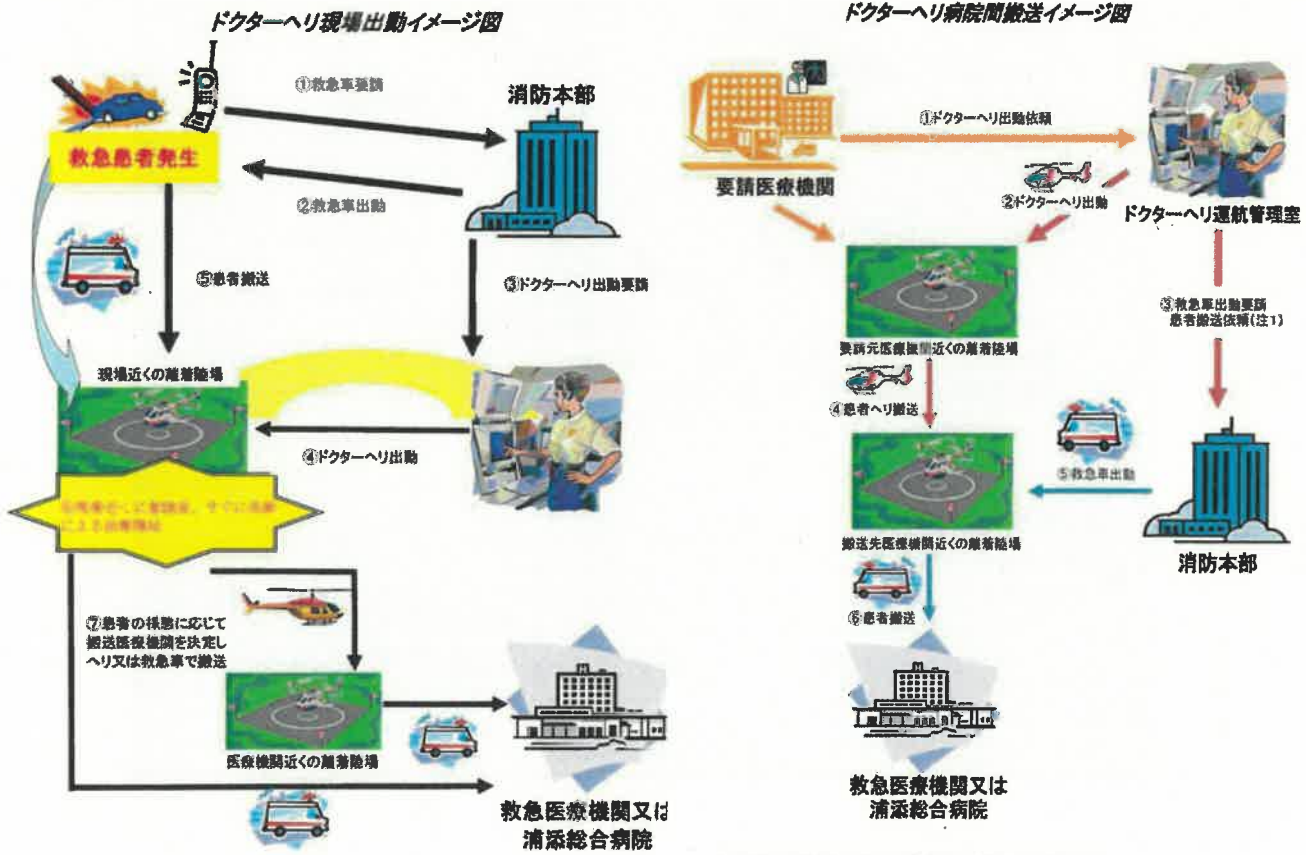 ドクターヘリ現場出動イメージ図
①救急車要請
消防本部
救急患者発生
②救急車出動
⑤患者搬送
③ドクターヘリ出動要請
現場近くの離着陸場
④ドクターヘリ出動
による治療開始
⑦患者の様態に応じて
搬送医療機関を決定し
ヘリ又は救急車で搬送
医療機関近くの離着陸場
救急医療機関又は
浦添総合病院
ドクターヘリ病院間搬送イメージ図
①ドクターヘリ出動依頼
要請医療機関
②ドクターヘリ出動
ドクターヘリ運航管理室
③救急車出動要請
患者搬送依頼(注1)
要請元医療機関近くの離着陸場
④患者ヘリ搬送
⑤救急車出動
搬送先医療機関近くの離着陸場
消防本部
⑥患者搬送
救急医療機関又は
浦添総合病院